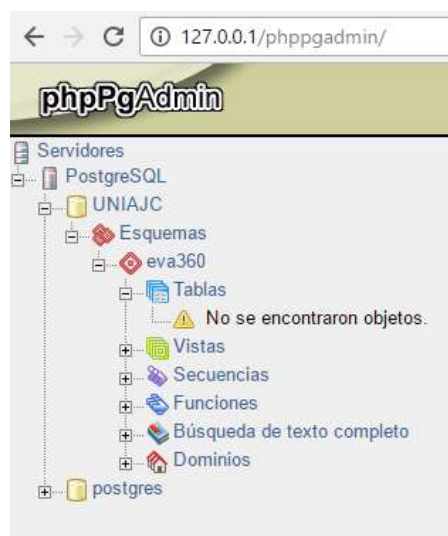 127.0.0.1/phppgadmin/
phpPgAdmin
Servidores
PostgreSQL
UNIAJC
Esquemas
eva360
Tablas
No se encontraron objetos.
Vistas
Secuencias
Funciones
Búsqueda de texto completo
Dominios
postgres